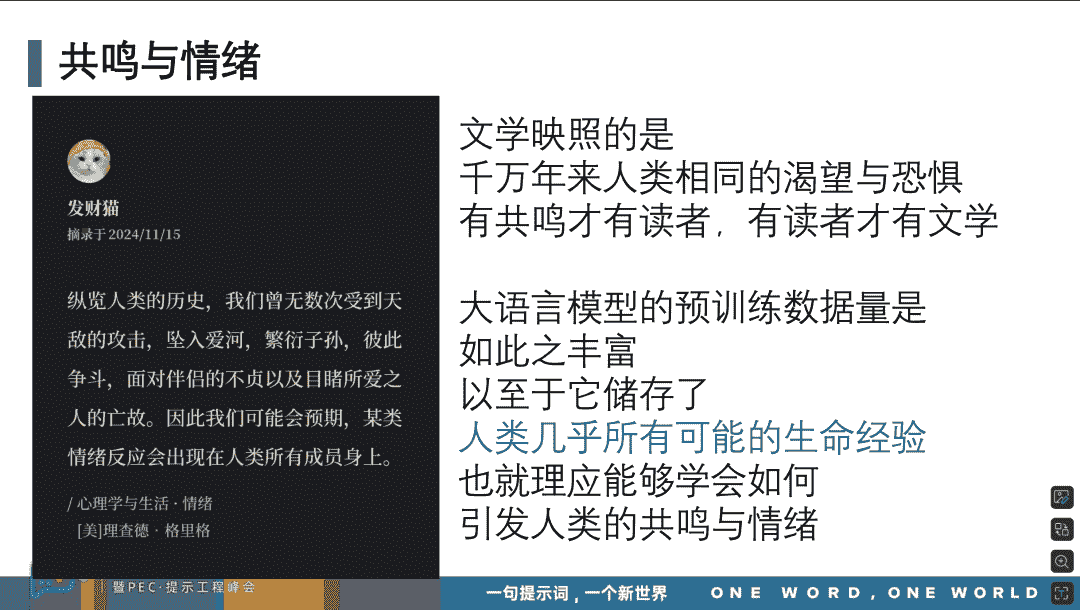 共鸣与情绪
发财猫
摘录于2024/11/15
纵览人类的历史，我们曾无数次受到天
敌的攻击，坠入爱河，繁衍子孙，彼此
争斗，面对伴侣的不贞以及目睹所爱之
人的亡故。因此我们可能会预期，某类
情绪反应会出现在人类所有成员身上。
/ 心理学与生活 · 情绪
[美]理查德 · 格里格
文学映照的是
千万年来人类相同的渴望与恐惧
有共鸣才有读者，有读者才有文学
大语言模型的预训练数据量是
如此之丰富
以至于它储存了
人类几乎所有可能的生命经验
也就理应能够学会如何
引发人类的共鸣与情绪
暨PEC·提示工程峰会
一句提示词，一个新世界
ONE WORD, ONE WORLD